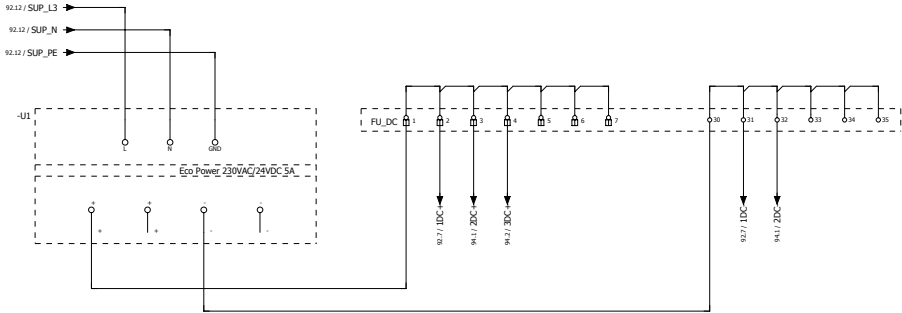 92.12 / SUP_L3
92.12 / SUP_N
92.12 / SUP_PE
-U1
L
N
GND
Eco Power 230VAC/24VDC 5A
+
+
-
-
+
+
-
-
FU_DC
1
2
3
4
5
6
7
30
31
32
33
34
35
92.7 / 1DC+
94.1 / 2DC+
94.2 / 3DC+
92.7 / 1DC-
94.1 / 2DC-